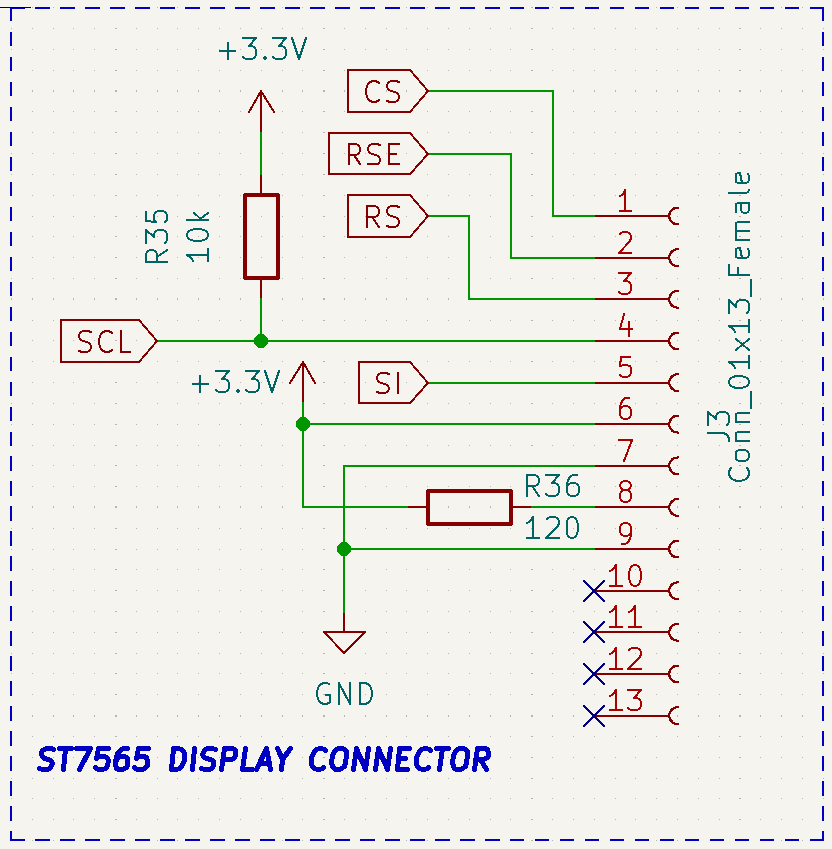 +3.3V
CS
RSE
RS
R35
10k
SCL
+3.3V
SI
1
2
3
4
5
6
7
8
9
10
11
12
13
J3
Conn_01x13_Female
R36
120
GND
ST7565 DISPLAY CONNECTOR